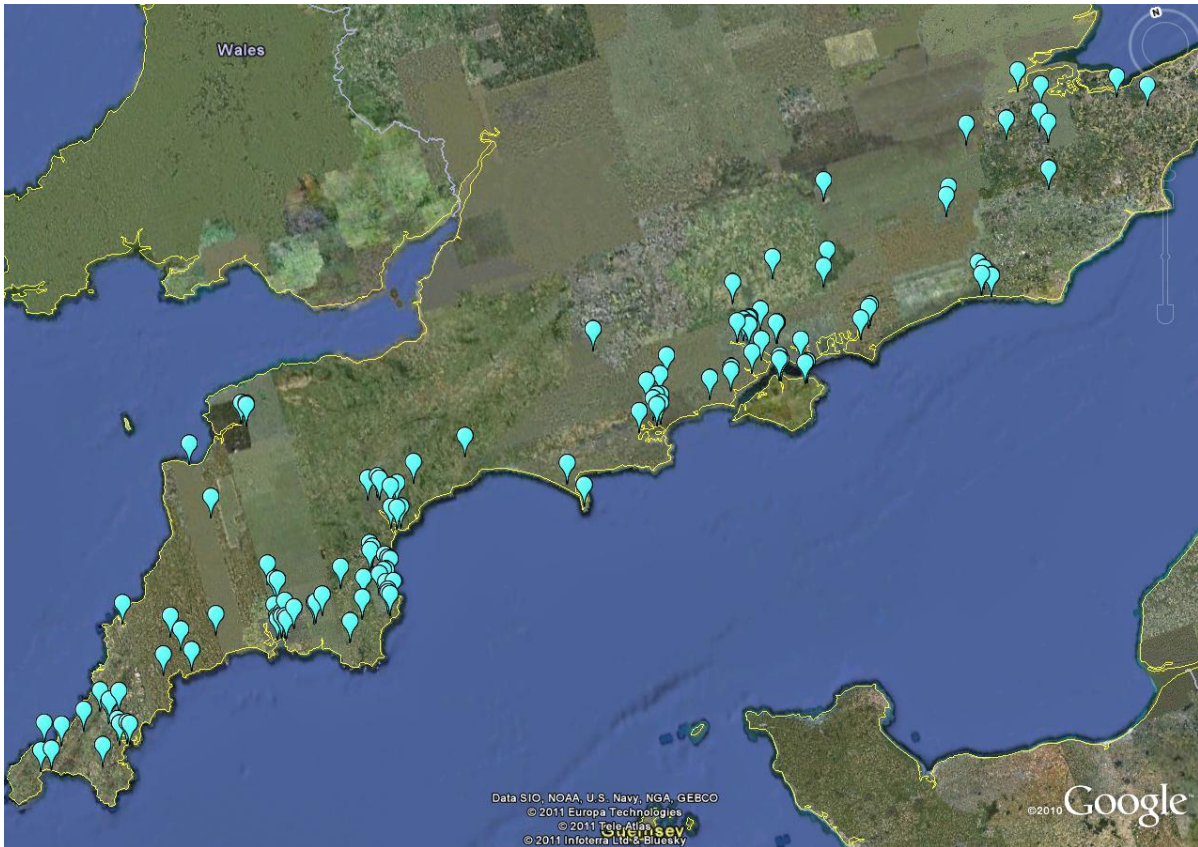 N
Wales
Data SIO, NOAA, U.S. Navy, NGA, GEBCO
© 2011 Europa Technologies
© 2011 Tele Atlas
Guernsey
© 2011 Infoterra Ltd & Bluesky
©2010 Google